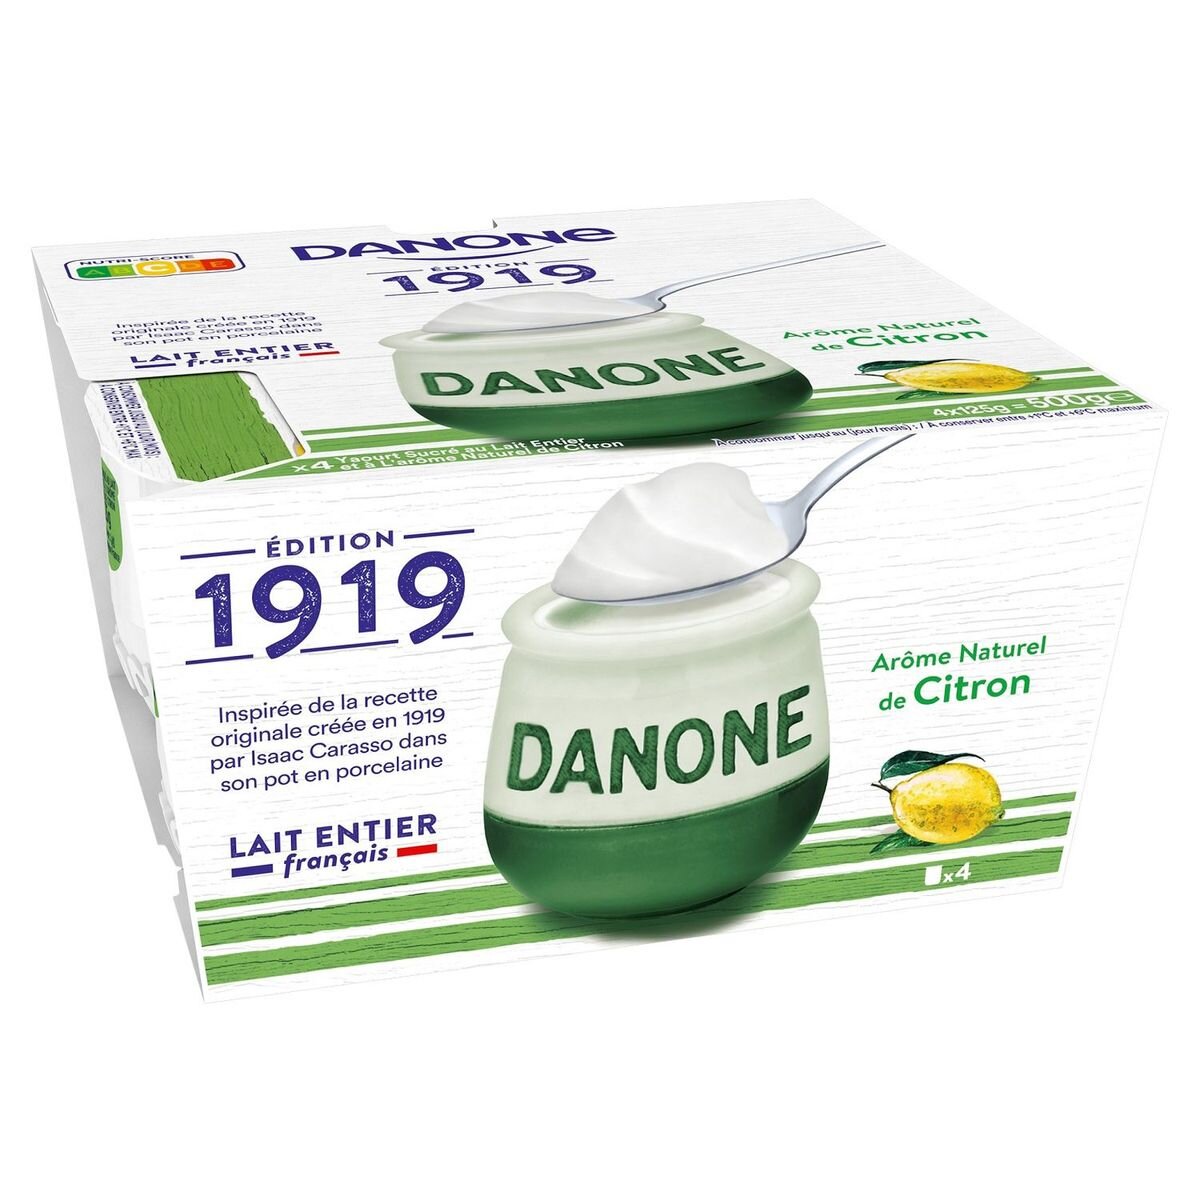 NUTRI-SCORE
A B C D E
DANONE
ÉDITION
1919
Inspirée de la recette
originale créée en 1919
par Isaac Carasso dans
son pot en porcelaine
LAIT ENTIER
français
DANONE
Arôme Naturel
de Citron
4x125g = 500g e
x4 Yaourt Sucré au Lait Entier
et à L'arôme Naturel de Citron
À consommer jusqu'au (jour/mois) : / À conserver entre +1°C et +6°C maximum
ÉDITION
1919
Inspirée de la recette
originale créée en 1919
par Isaac Carasso dans
son pot en porcelaine
LAIT ENTIER
français
DANONE
Arôme Naturel
de Citron
x4